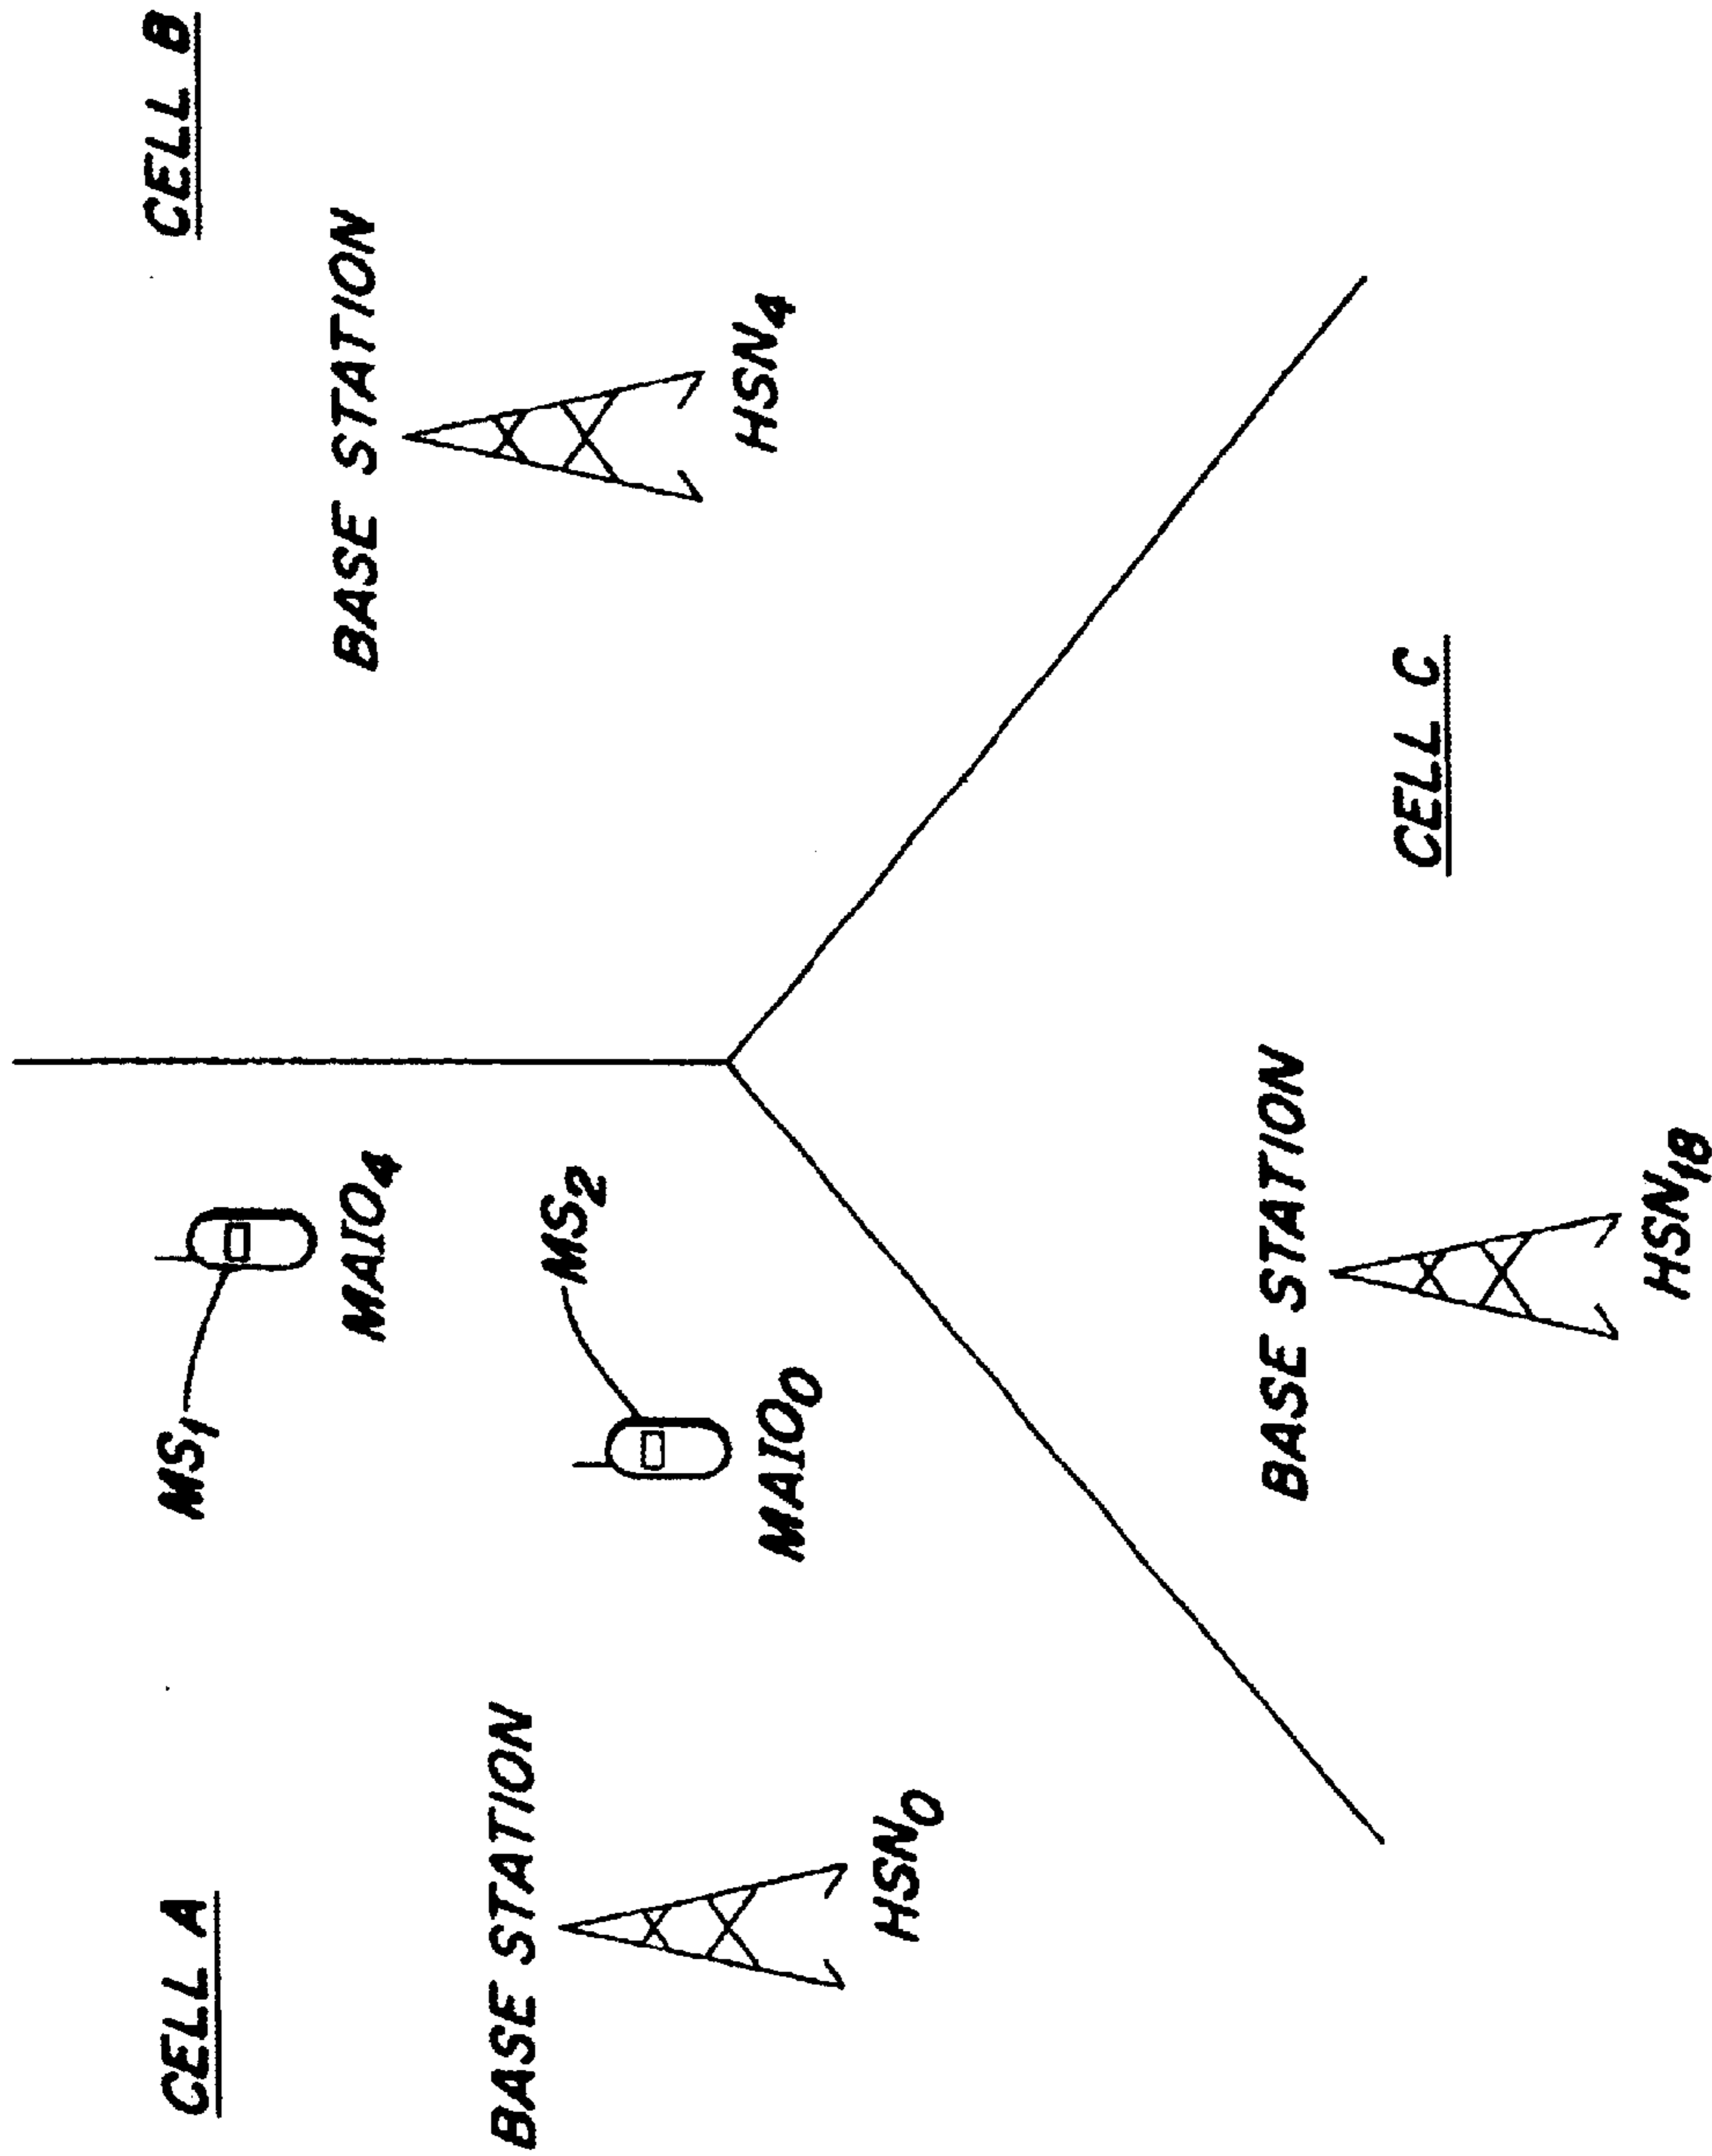 CELL A
BASE STATION
HSN0
MS1
MAIO4
MS2
MAIO0
CELL B
BASE STATION
HSN4
BASE STATION
HSN18
CELL C